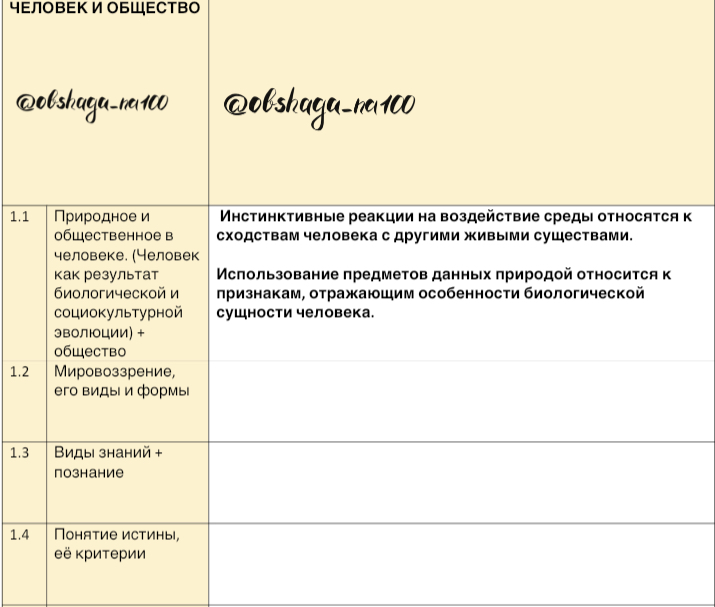 ЧЕЛОВЕК И ОБЩЕСТВО
@obshaga_na100
@obshaga_na100
1.1
Природное и
общественное в
человеке. (Человек
как результат
биологической и
социокультурной
эволюции) +
общество
Инстинктивные реакции на воздействие среды относятся к
сходствам человека с другими живыми существами.
Использование предметов данных природой относится к
признакам, отражающим особенности биологической
сущности человека.
1.2
Мировоззрение,
его виды и формы
1.3
Виды знаний +
познание
1.4
Понятие истины,
её критерии